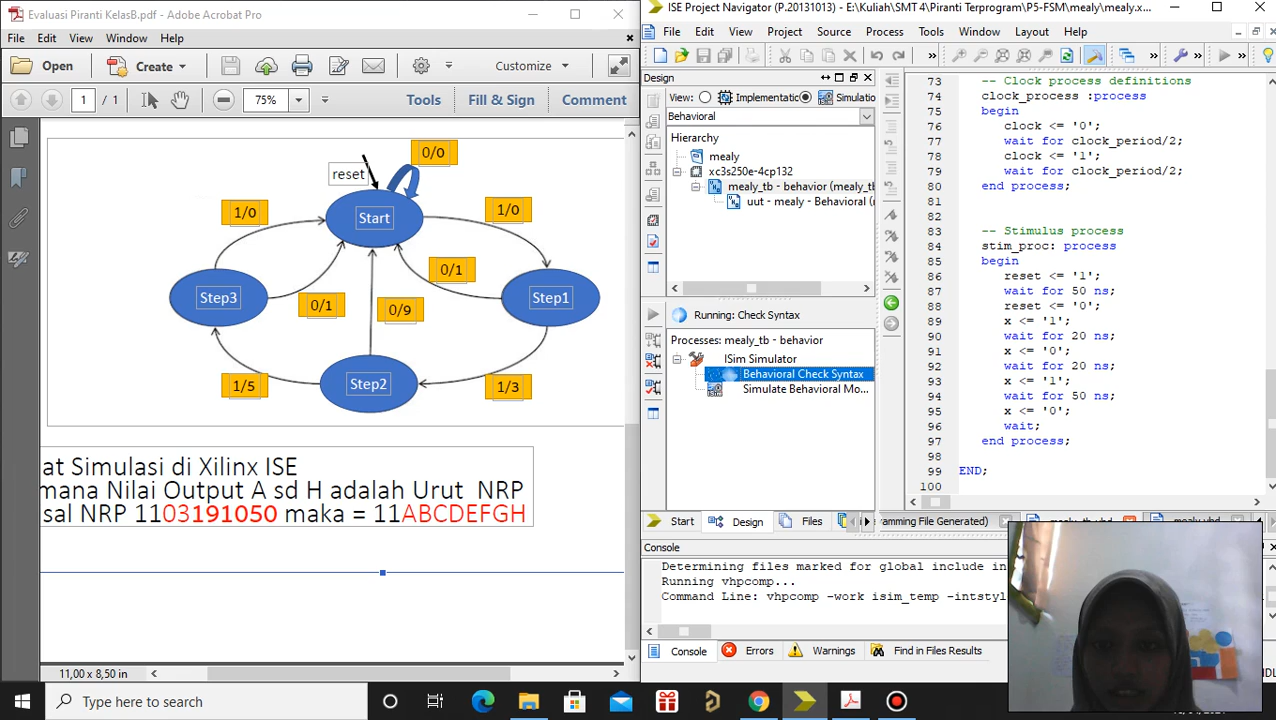 Evaluasi Piranti KelasB.pdf - Adobe Acrobat Pro
File Edit View Window Help
Open Create Customize
1 / 1 75% Tools Fill & Sign Comment
0/0
reset
1/0
Start
1/0
0/1
Step3
0/1
0/9
Step1
1/5
Step2
1/3
at Simulasi di Xilinx ISE
mana Nilai Output A sd H adalah Urut NRP
sal NRP 1103191050 maka = 11ABCDEFGH
11,00 x 8,50 in
ISE Project Navigator (P.20131013) - E:\Kuliah\SMT 4\Piranti Terprogram\P5-FSM\mealy\mealy.x...
File Edit View Project Source Process Tools Window Layout Help
Design
View: Implementatic Simulatio
Behavioral
Hierarchy
mealy
xc3s250e-4cp132
mealy_tb - behavior (mealy_tb
uut - mealy - Behavioral (
Running: Check Syntax
Processes: mealy_tb - behavior
ISim Simulator
Behavioral Check Syntax
Simulate Behavioral Mo...
Start Design Files
73 -- Clock process definitions
74 clock_process :process
75 begin
76 clock <= '0';
77 wait for clock_period/2;
78 clock <= '1';
79 wait for clock_period/2;
80 end process;
81
82
83 -- Stimulus process
84 stim_proc: process
85 begin
86 reset <= '1';
87 wait for 50 ns;
88 reset <= '0';
89 x <= '1';
90 wait for 20 ns;
91 x <= '0';
92 wait for 20 ns;
93 x <= '1';
94 wait for 50 ns;
95 x <= '0';
96 wait;
97 end process;
98
99 END;
100
ramming File Generated)
Console
Determining files marked for global include in
Running vhpcomp...
Command Line: vhpcomp -work isim_temp -intstyl
Console Errors Warnings Find in Files Results
Type here to search